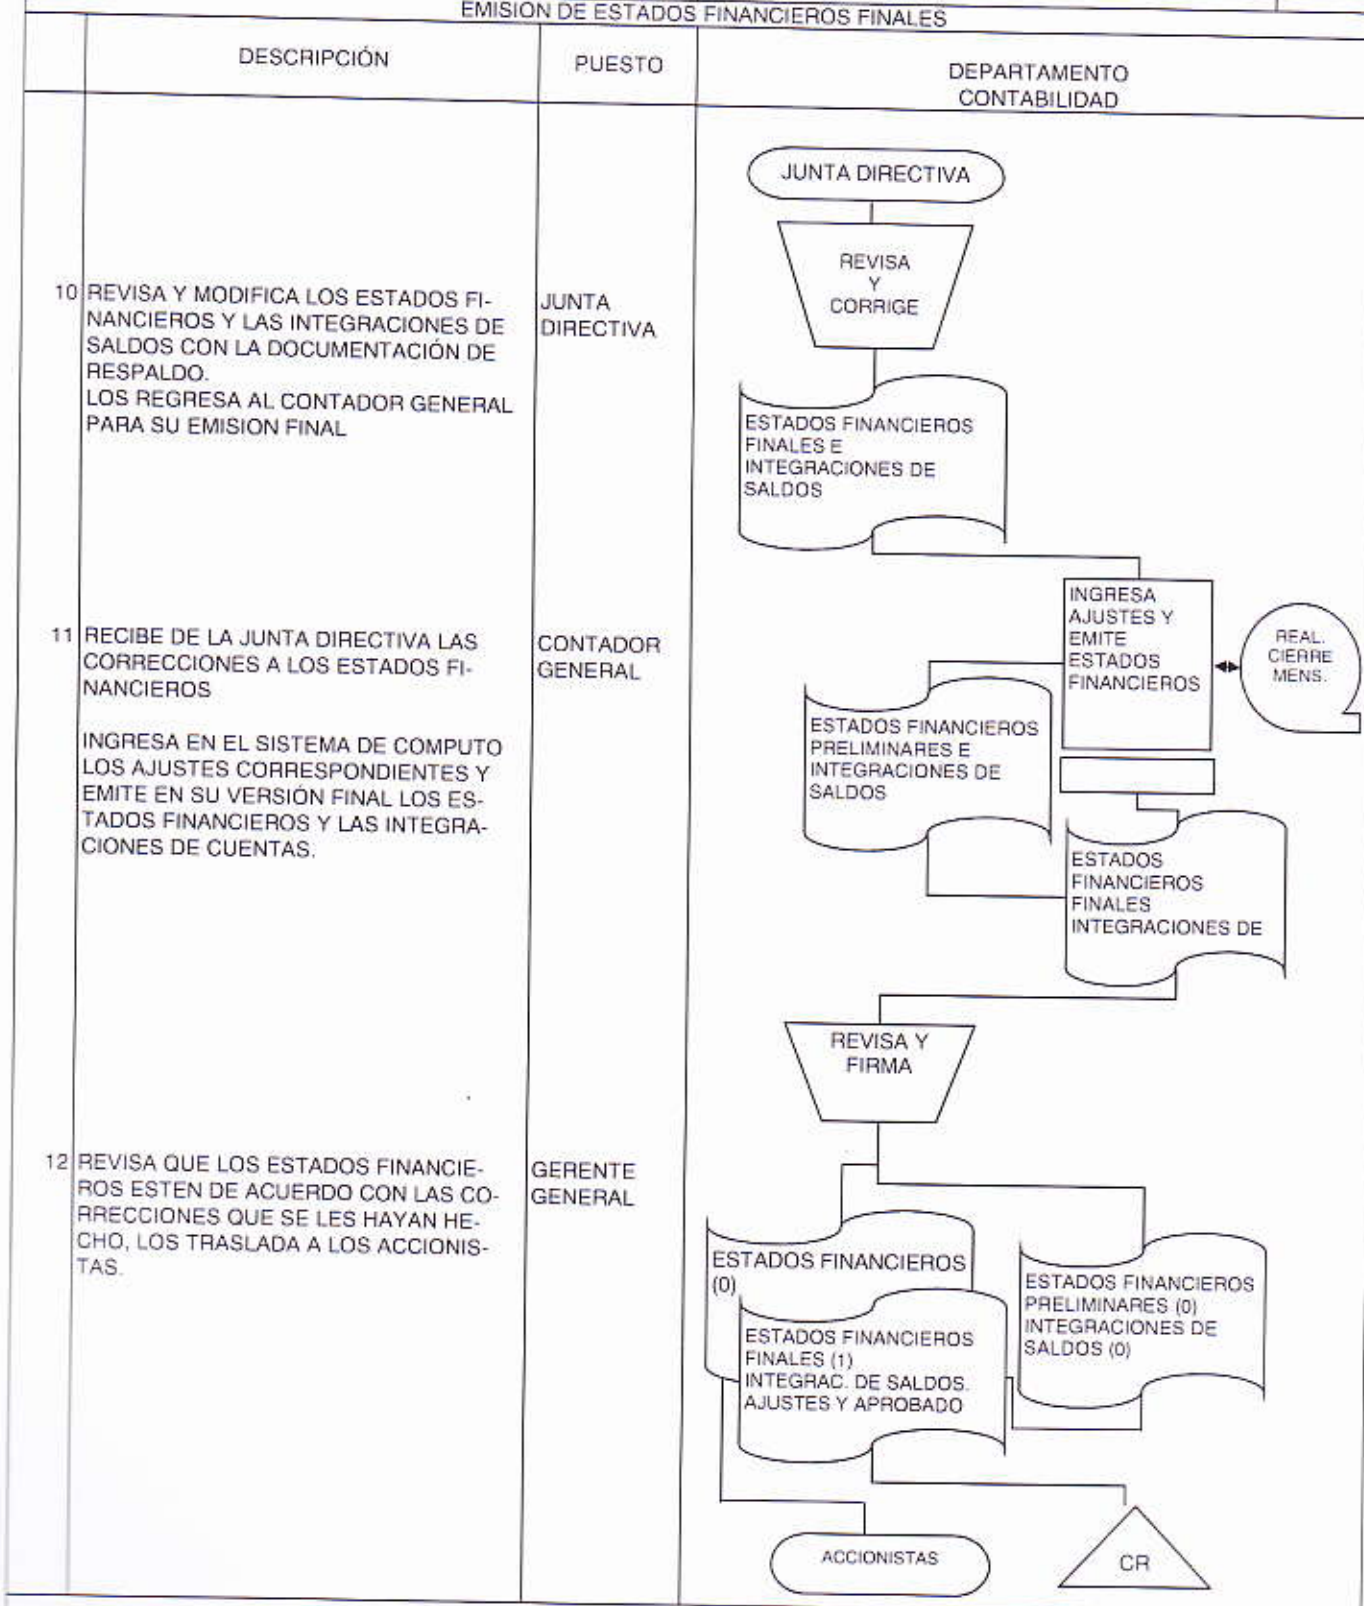 EMISION DE ESTADOS FINANCIEROS FINALES
DESCRIPCIÓN
PUESTO
DEPARTAMENTO
CONTABILIDAD
JUNTA DIRECTIVA
REVISA
Y
CORRIGE
10 REVISA Y MODIFICA LOS ESTADOS FI-
NANCIEROS Y LAS INTEGRACIONES DE
SALDOS CON LA DOCUMENTACIÓN DE
RESPALDO.
LOS REGRESA AL CONTADOR GENERAL
PARA SU EMISION FINAL
JUNTA
DIRECTIVA
ESTADOS FINANCIEROS
FINALES E
INTEGRACIONES DE
SALDOS
INGRESA
AJUSTES Y
EMITE
ESTADOS
FINANCIEROS
REAL.
CIERRE
MENS.
11 RECIBE DE LA JUNTA DIRECTIVA LAS
CORRECCIONES A LOS ESTADOS FI-
NANCIEROS
INGRESA EN EL SISTEMA DE COMPUTO
LOS AJUSTES CORRESPONDIENTES Y
EMITE EN SU VERSIÓN FINAL LOS ES-
TADOS FINANCIEROS Y LAS INTEGRA-
CIONES DE CUENTAS.
CONTADOR
GENERAL
ESTADOS FINANCIEROS
PRELIMINARES E
INTEGRACIONES DE
SALDOS
ESTADOS
FINANCIEROS
FINALES
INTEGRACIONES DE
REVISA Y
FIRMA
12 REVISA QUE LOS ESTADOS FINANCIE-
ROS ESTEN DE ACUERDO CON LAS CO-
RRECCIONES QUE SE LES HAYAN HE-
CHO, LOS TRASLADA A LOS ACCIONIS-
TAS.
GERENTE
GENERAL
ESTADOS FINANCIEROS
(0)
ESTADOS FINANCIEROS
FINALES (1)
INTEGRAC. DE SALDOS.
AJUSTES Y APROBADO
ESTADOS FINANCIEROS
PRELIMINARES (0)
INTEGRACIONES DE
SALDOS (0)
ACCIONISTAS
CR